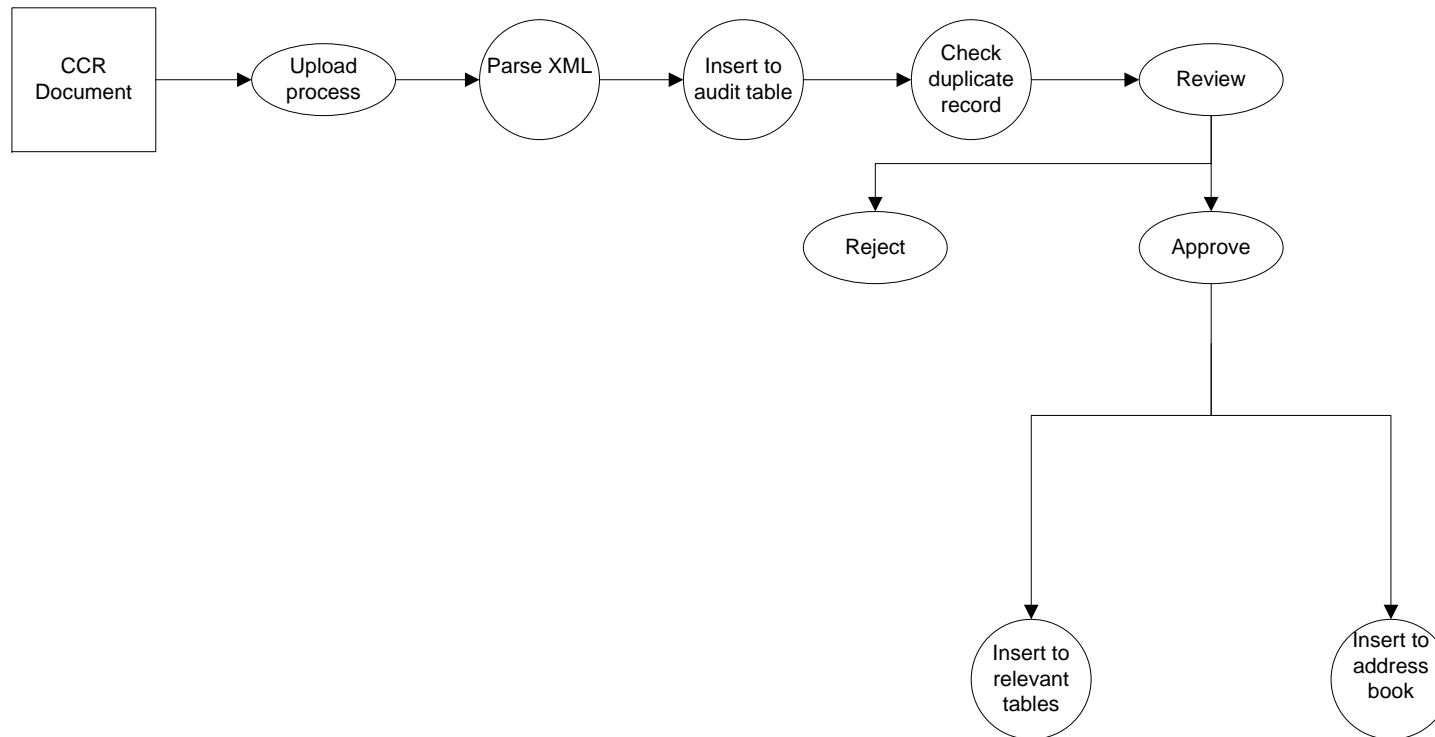 CCR
Document
Upload
process
Parse XML
Insert to
audit table
Check
duplicate
record
Review
Reject
Approve
Insert to
relevant
tables
Insert to
address
book